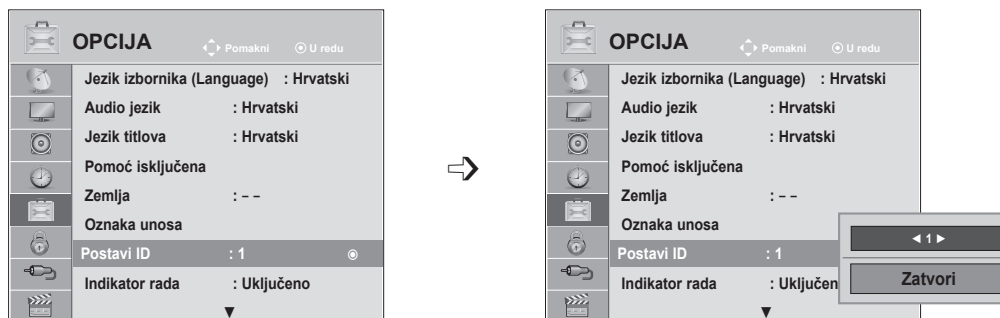 OPCIJA Pomakni U redu
Jezik izbornika (Language) : Hrvatski
Audio jezik : Hrvatski
Jezik titlova : Hrvatski
Pomoć isključena
Zemlja : – –
Oznaka unosa
Postavi ID : 1
Indikator rada : Uključeno
▼
OPCIJA Pomakni U redu
Jezik izbornika (Language) : Hrvatski
Audio jezik : Hrvatski
Jezik titlova : Hrvatski
Pomoć isključena
Zemlja : – –
Oznaka unosa
Postavi ID : 1
Indikator rada : Uključen
▼
◄ 1 ►
Zatvori